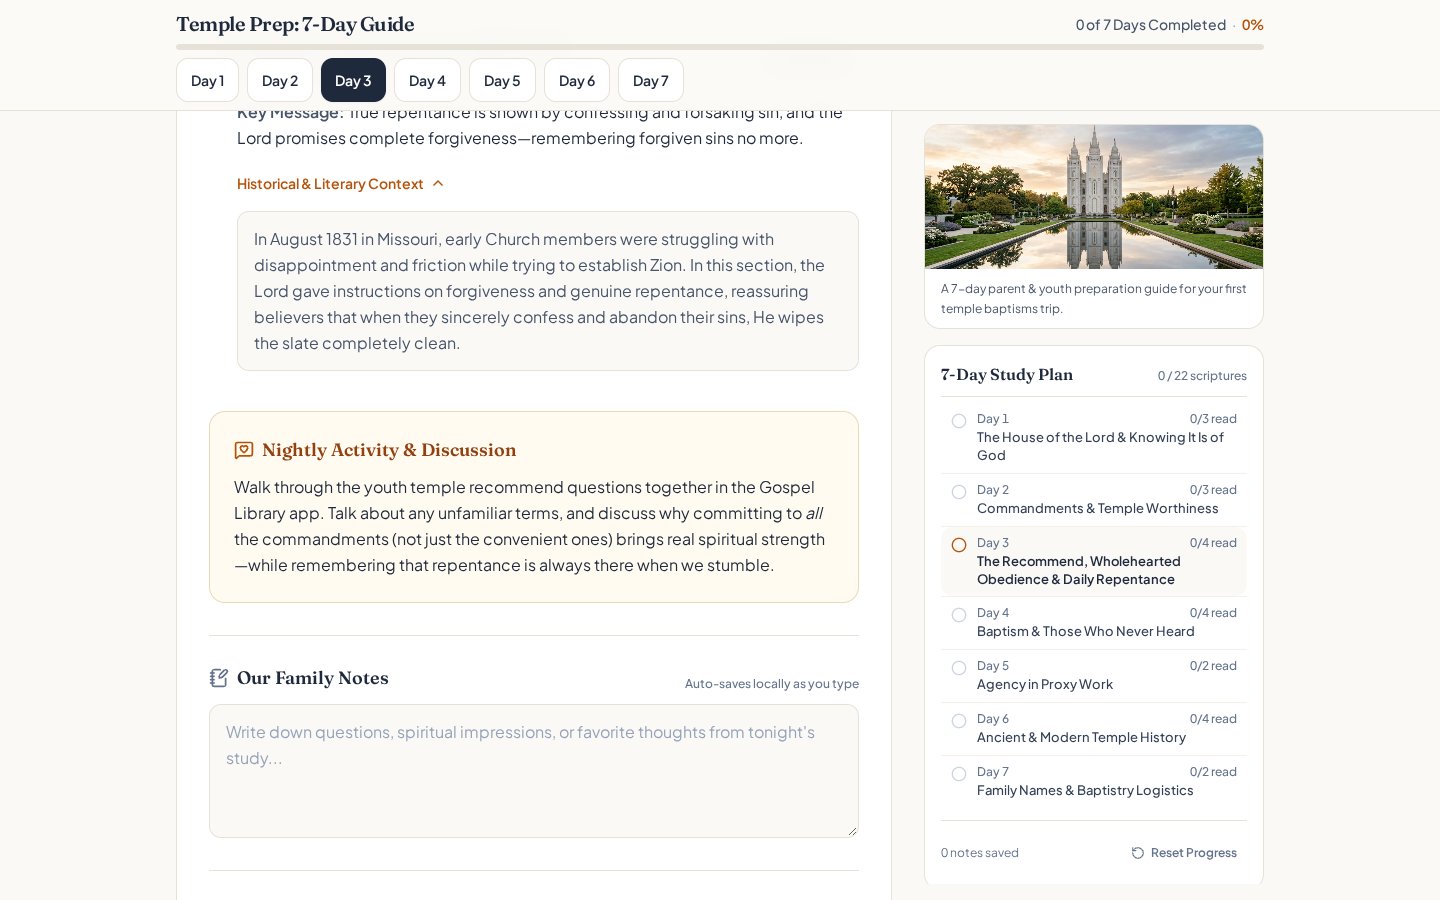 Temple Prep: 7-Day Guide
0 of 7 Days Completed · 0%
Day 1
Day 2
Day 3
Day 4
Day 5
Day 6
Day 7
Key Message: True repentance is shown by confessing and forsaking sin, and the
Lord promises complete forgiveness—remembering forgiven sins no more.
Historical & Literary Context
In August 1831 in Missouri, early Church members were struggling with
disappointment and friction while trying to establish Zion. In this section, the
Lord gave instructions on forgiveness and genuine repentance, reassuring
believers that when they sincerely confess and abandon their sins, He wipes
the slate completely clean.
Nightly Activity & Discussion
Walk through the youth temple recommend questions together in the Gospel
Library app. Talk about any unfamiliar terms, and discuss why committing to all
the commandments (not just the convenient ones) brings real spiritual strength
—while remembering that repentance is always there when we stumble.
Our Family Notes
Auto-saves locally as you type
Write down questions, spiritual impressions, or favorite thoughts from tonight's
study...
A 7-day parent & youth preparation guide for your first
temple baptisms trip.
7-Day Study Plan
0 / 22 scriptures
Day 1
0/3 read
The House of the Lord & Knowing It Is of
God
Day 2
0/3 read
Commandments & Temple Worthiness
Day 3
0/4 read
The Recommend, Wholehearted
Obedience & Daily Repentance
Day 4
0/4 read
Baptism & Those Who Never Heard
Day 5
0/2 read
Agency in Proxy Work
Day 6
0/4 read
Ancient & Modern Temple History
Day 7
0/2 read
Family Names & Baptistry Logistics
0 notes saved
Reset Progress